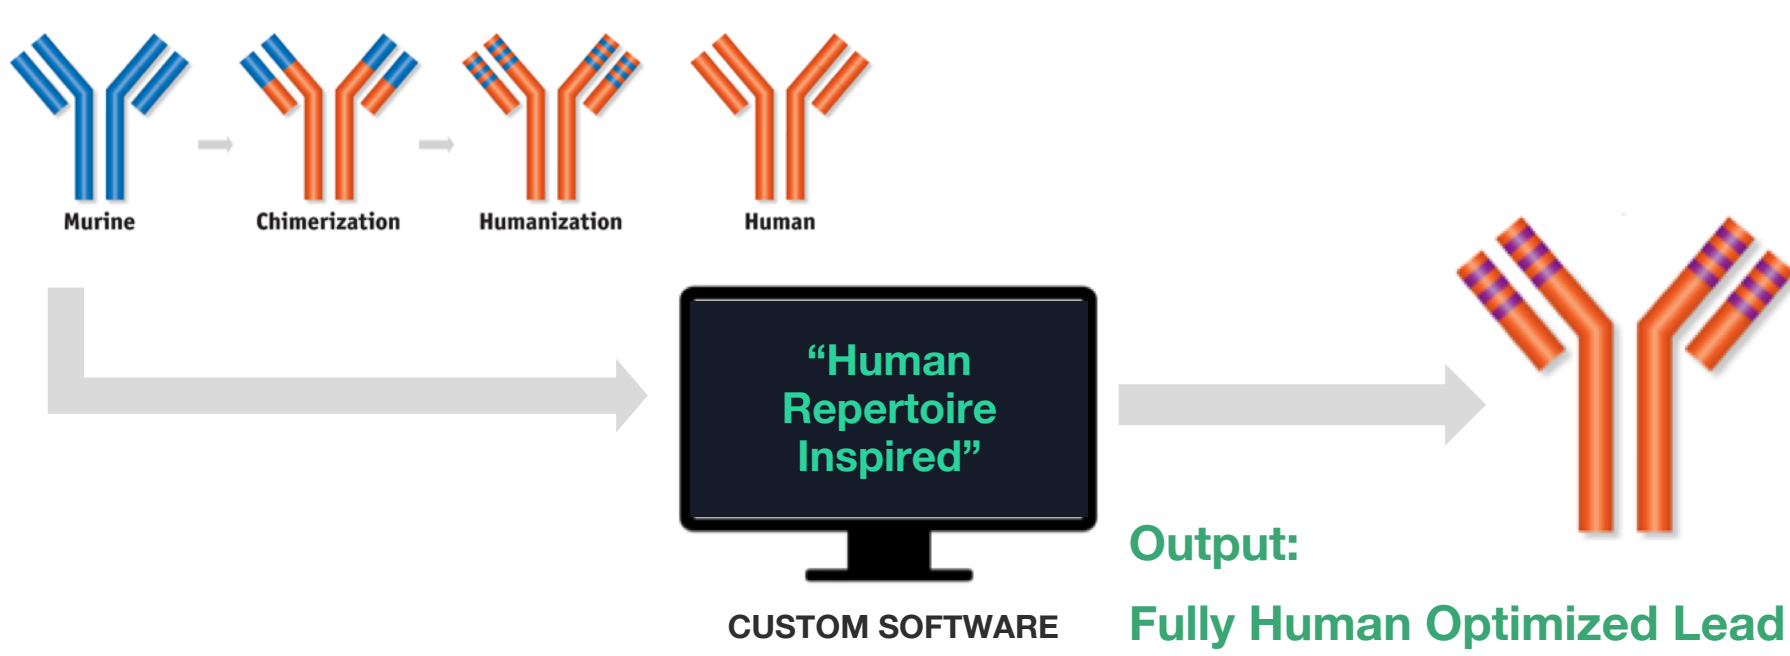 Murine
Chimerization
Humanization
Human
“Human
Repertoire
Inspired”
CUSTOM SOFTWARE
Output:
Fully Human Optimized Lead